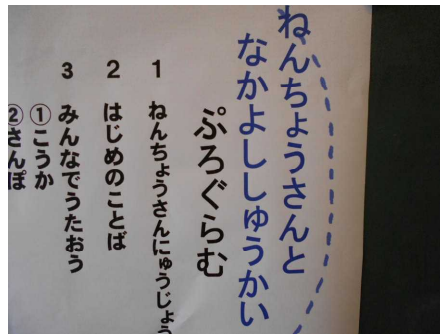 ねんちょうさんと
なかよししゅうかい
ぷろぐらむ
1 ねんちょうさんにゅうじょう
2 はじめのことば
3 みんなでうたおう
①こうか
②さんぽ